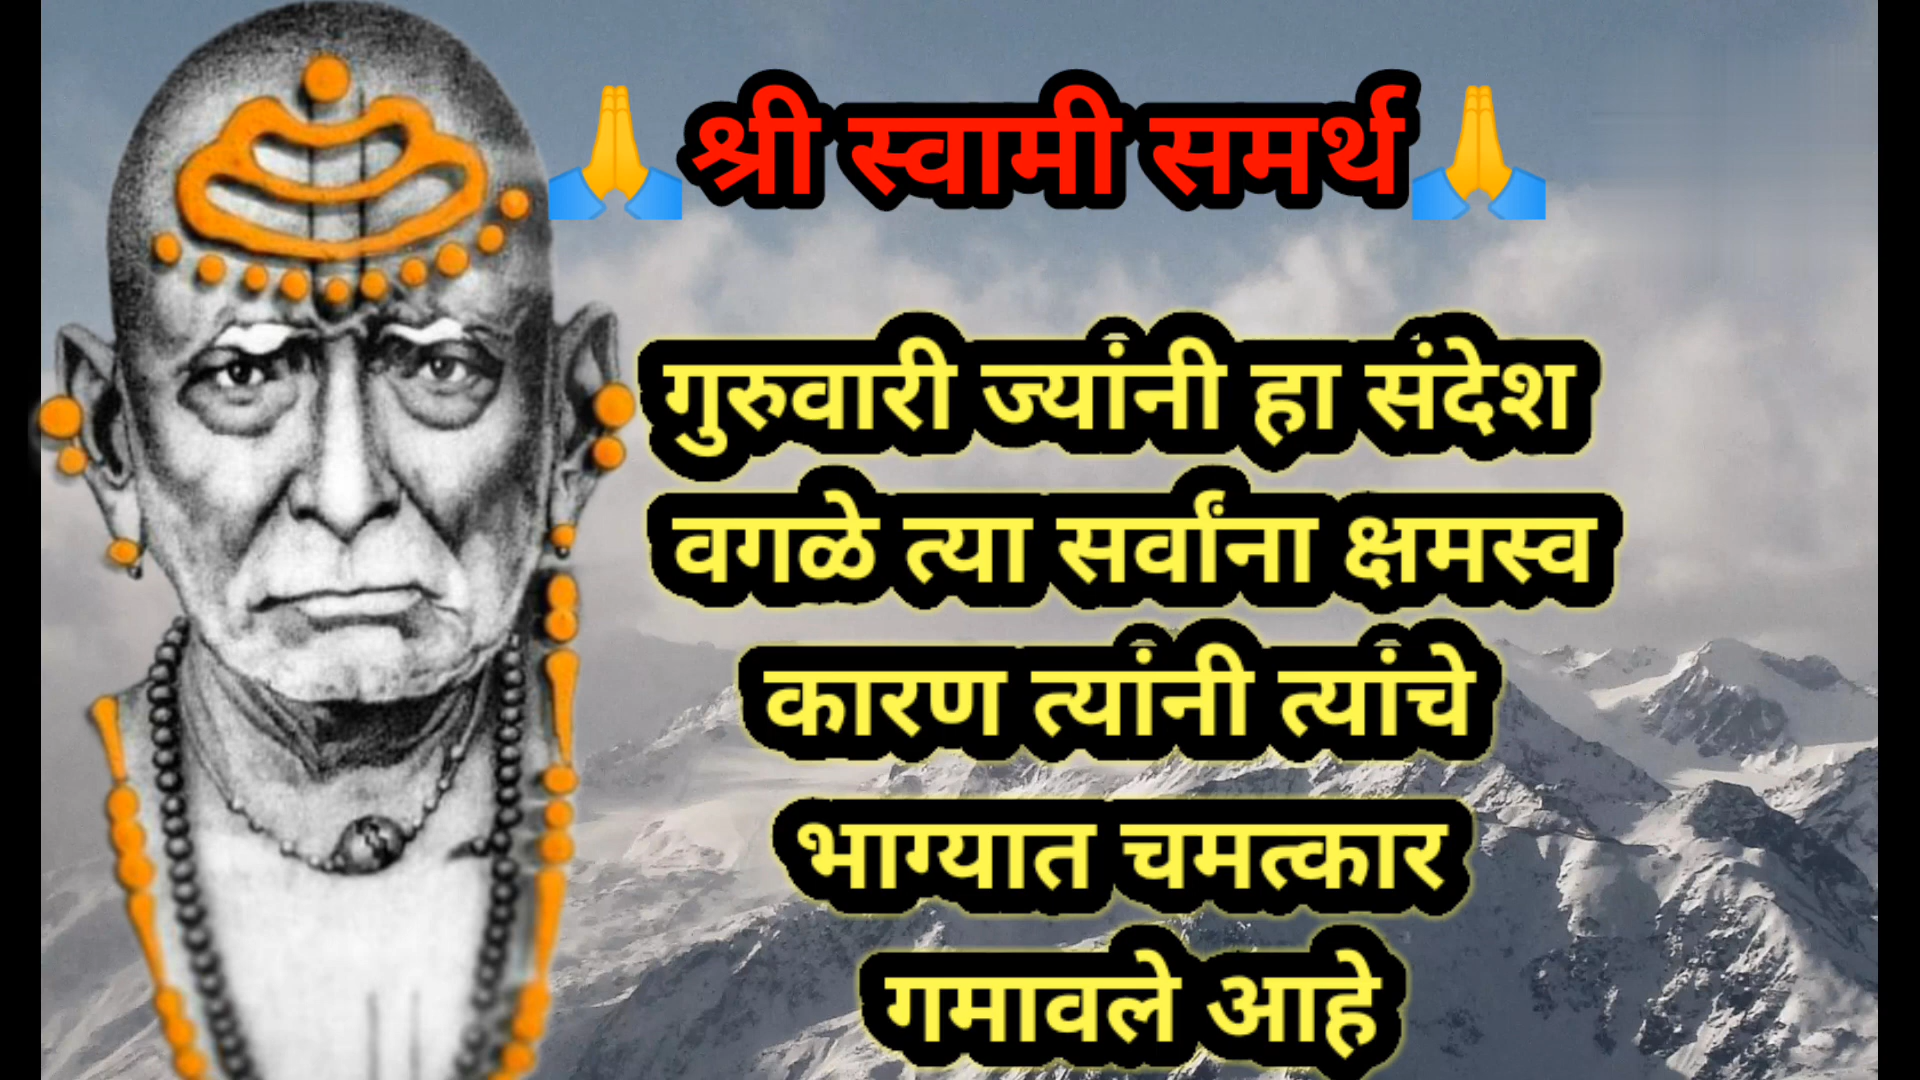 🙏श्री स्वामी समर्थ🙏
गुरुवारी ज्यांनी हा संदेश
वगळे त्या सर्वांना क्षमस्व
कारण त्यांनी त्यांचे
भाग्यात चमत्कार
गमावले आहे